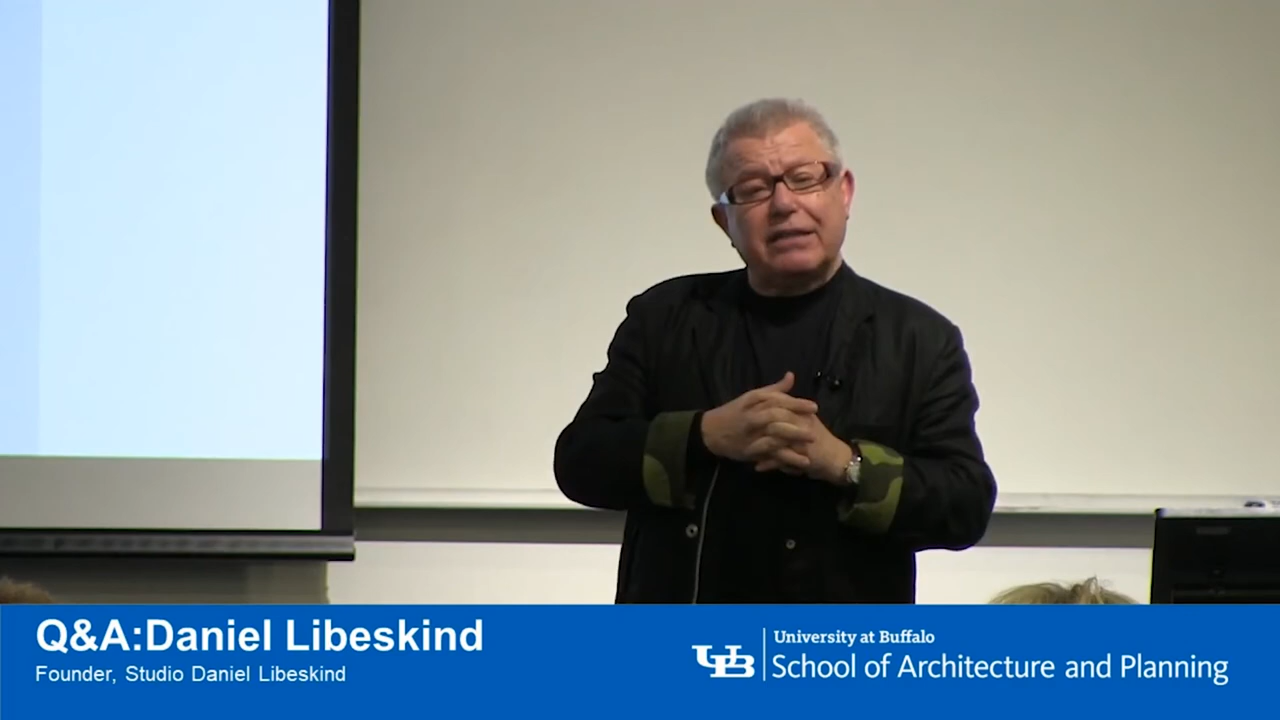 Q&A:Daniel Libeskind
Founder, Studio Daniel Libeskind
UB
University at Buffalo
School of Architecture and Planning